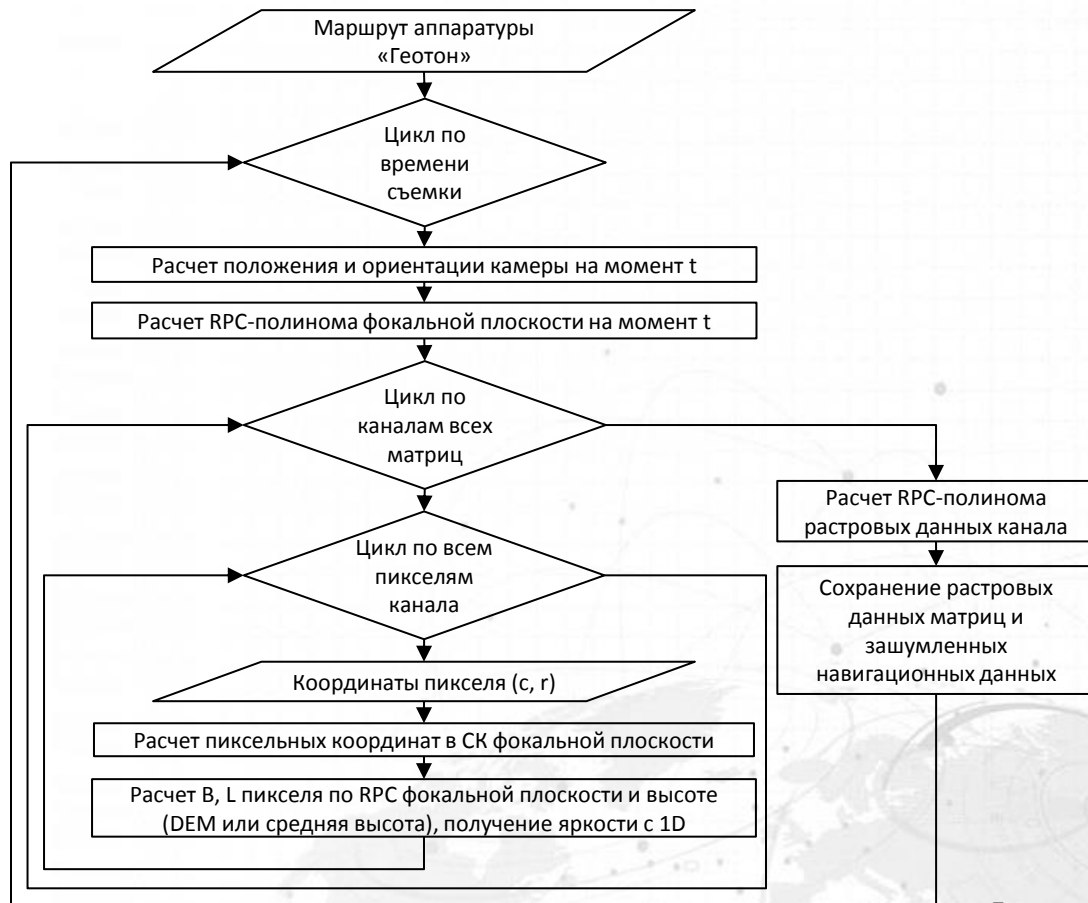 Маршрут аппаратуры
«Геотон»
Цикл по
времени
съемки
Расчет положения и ориентации камеры на момент t
Расчет RPC-полинома фокальной плоскости на момент t
Цикл по
каналам всех
матриц
Цикл по всем
пикселям
канала
Координаты пикселя (c, r)
Расчет пиксельных координат в СК фокальной плоскости
Расчет B, L пикселя по RPC фокальной плоскости и высоте
(DEM или средняя высота), получение яркости с 1D
Расчет RPC-полинома
растровых данных канала
Сохранение растровых
данных матриц и
зашумленных
навигационных данных